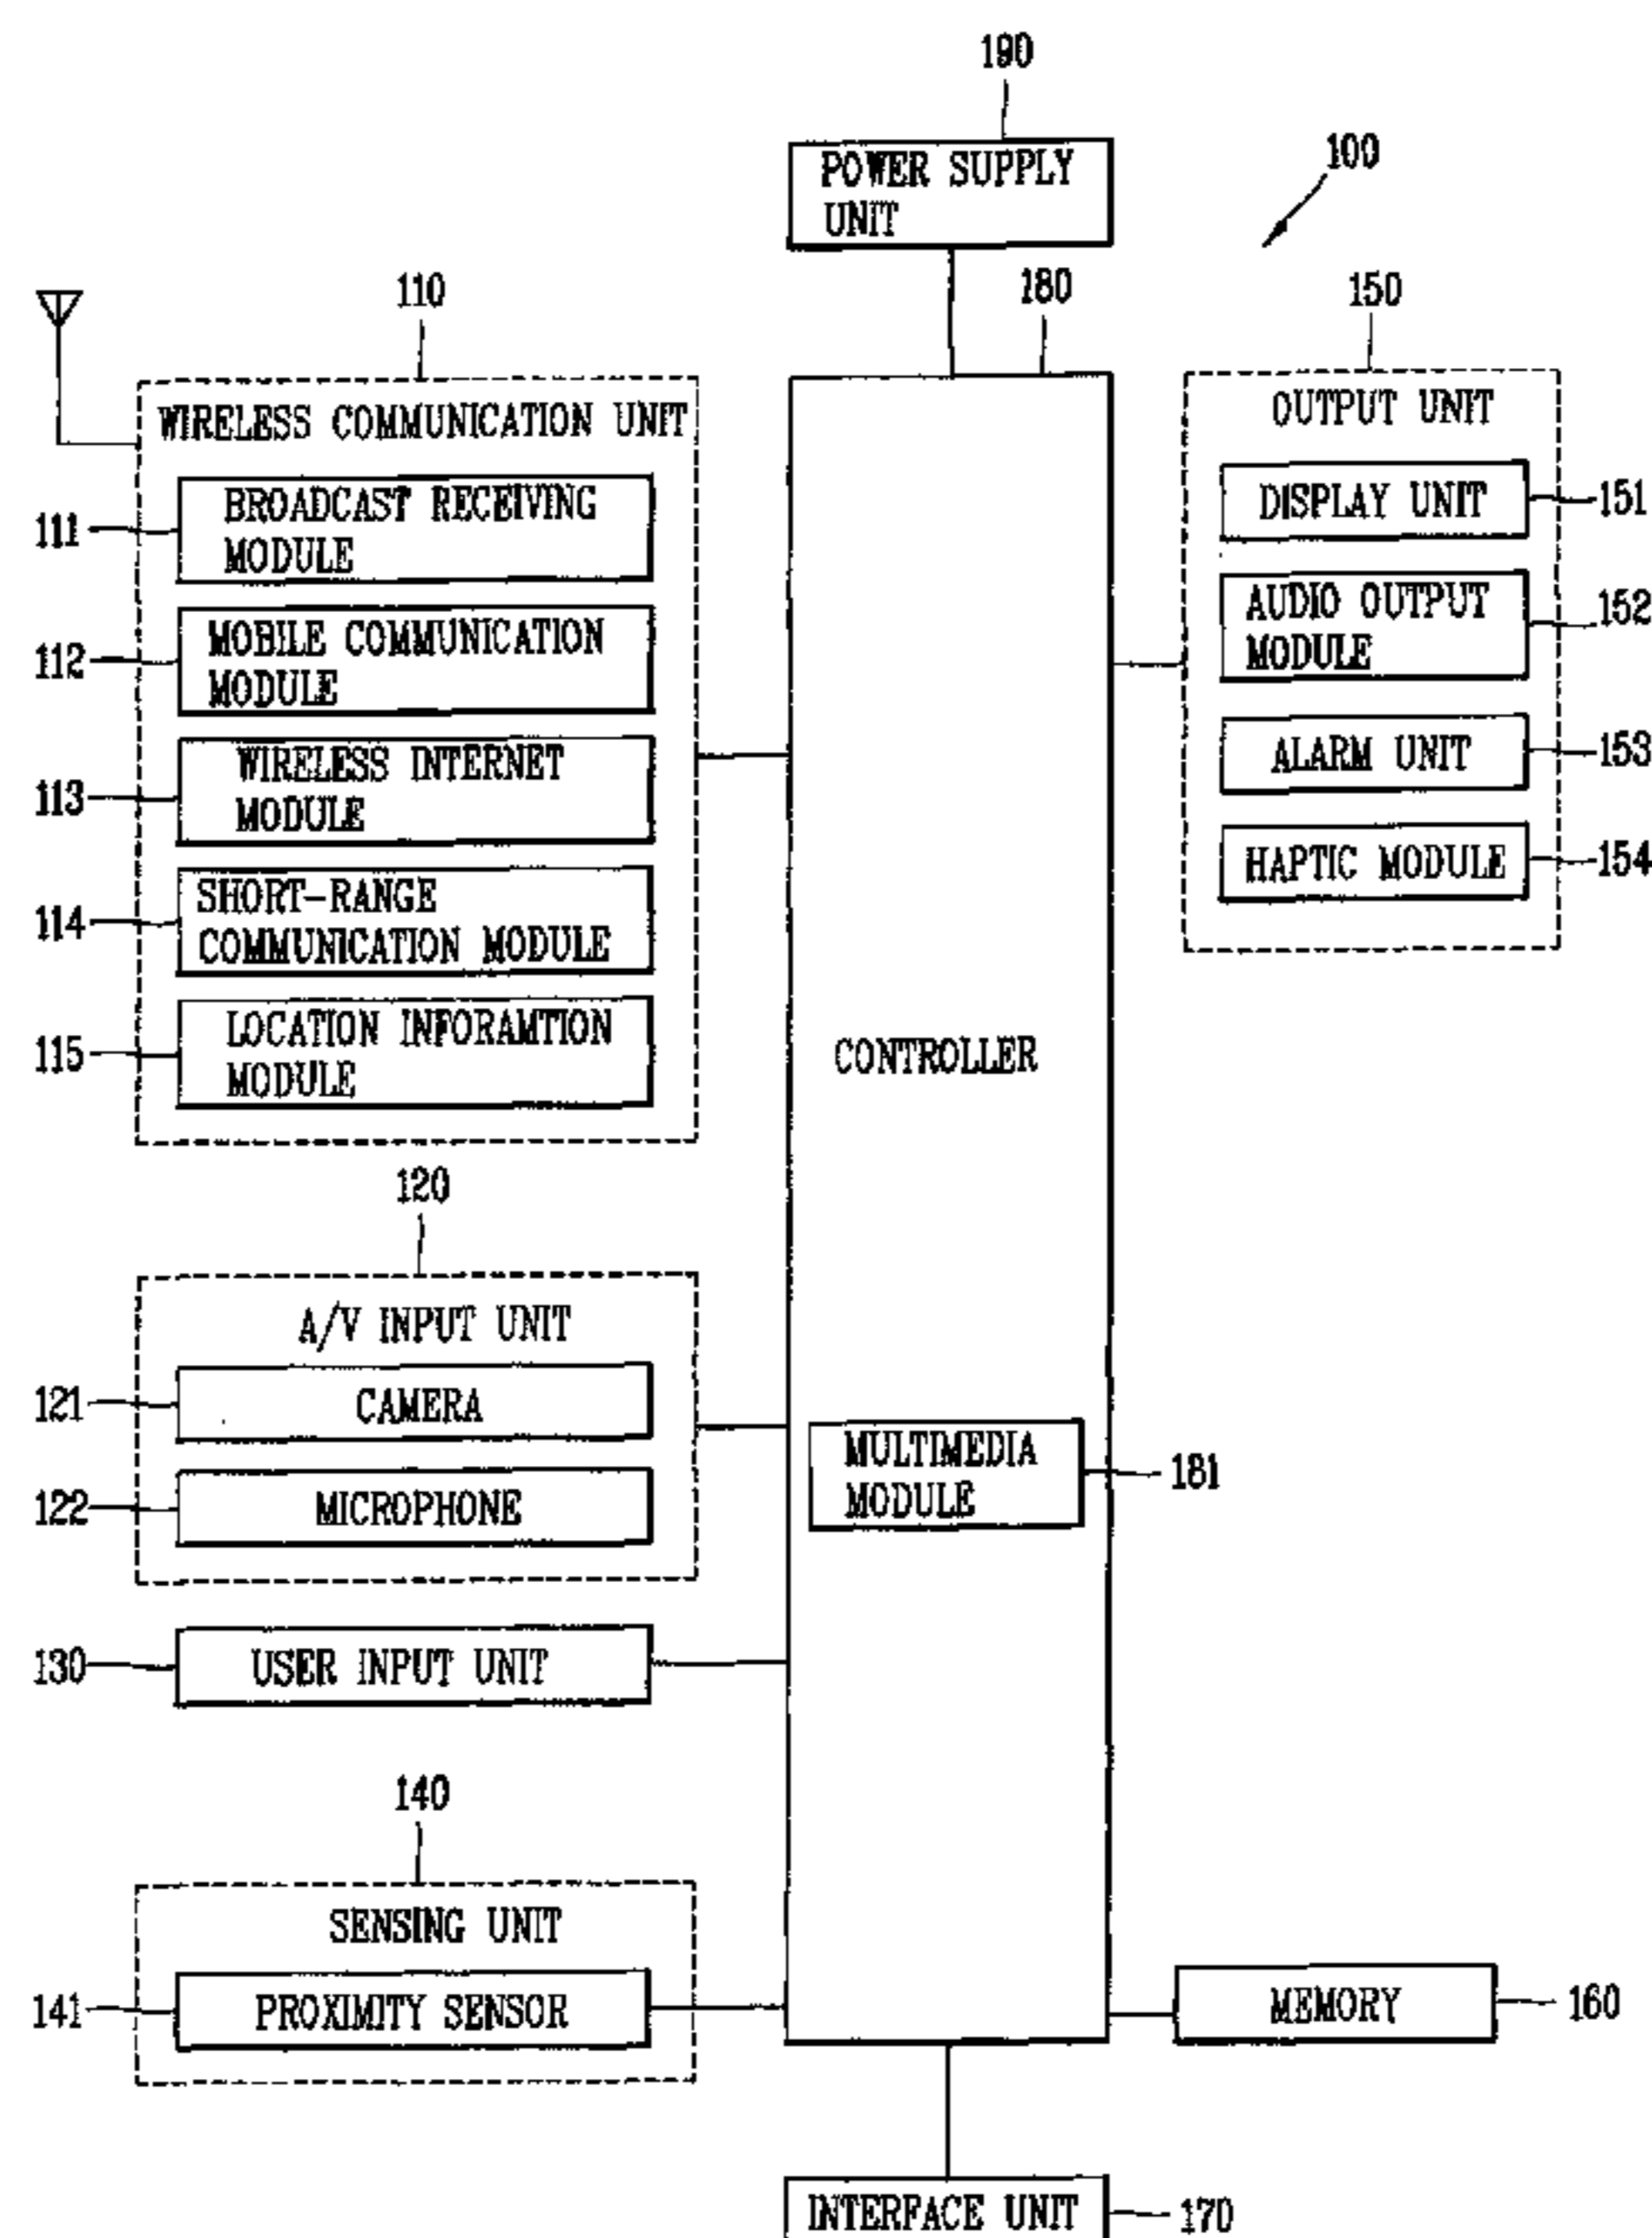 190
POWER SUPPLY
UNIT
100
110
180
150
WIRELESS COMMUNICATION UNIT
111
BROADCAST RECEIVING
MODULE
112
MOBILE COMMUNICATION
MODULE
113
WIRELESS INTERNET
MODULE
114
SHORT-RANGE
COMMUNICATION MODULE
115
LOCATION INFORAMTION
MODULE
OUTPUT UNIT
DISPLAY UNIT
151
AUDIO OUTPUT
MODULE
152
ALARM UNIT
153
HAPTIC MODULE
154
CONTROLLER
120
A/V INPUT UNIT
121
CAMERA
122
MICROPHONE
MULTIMEDIA
MODULE
181
130
USER INPUT UNIT
140
SENSING UNIT
141
PROXIMITY SENSOR
MEMORY
160
INTERFACE UNIT
170